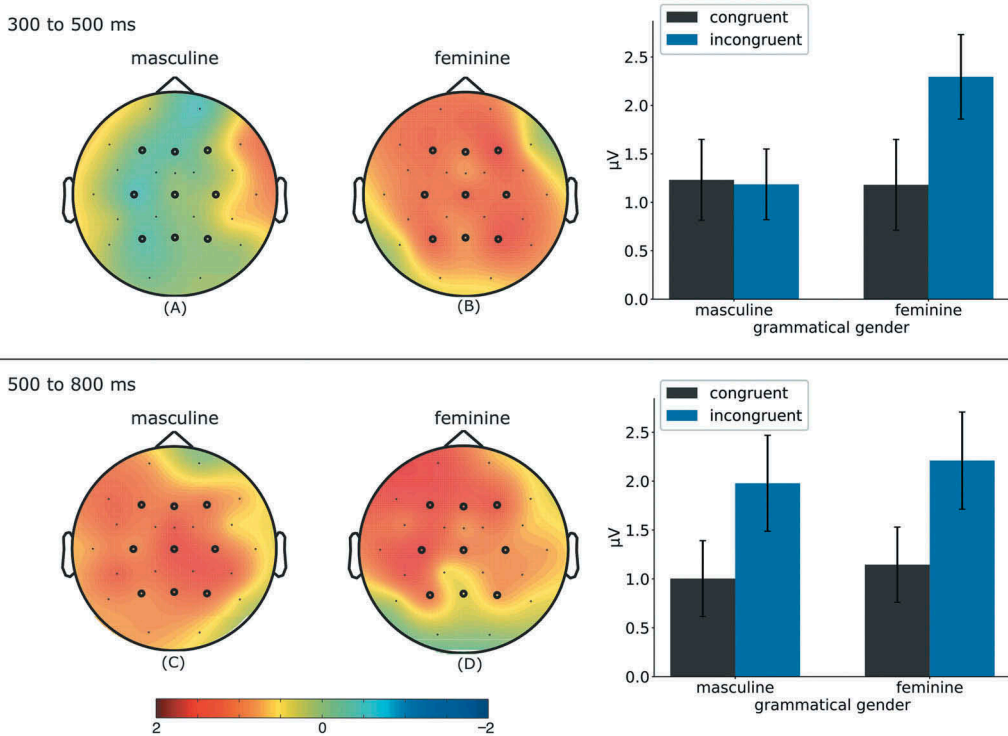 300 to 500 ms
masculine
feminine
(A)
(B)
congruent
incongruent
µV
2.5
2.0
1.5
1.0
0.5
0.0
masculine
feminine
grammatical gender
500 to 800 ms
masculine
feminine
(C)
(D)
congruent
incongruent
µV
2.5
2.0
1.5
1.0
0.5
0.0
masculine
feminine
grammatical gender
2
0
−2